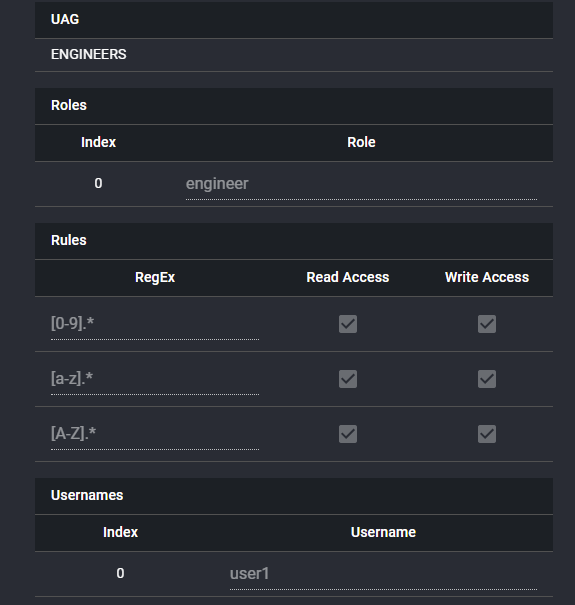 UAG
ENGINEERS
Roles
Index Role
0 engineer
Rules
RegEx Read Access Write Access
[0-9].*
[a-z].*
[A-Z].*
Usernames
Index Username
0 user1